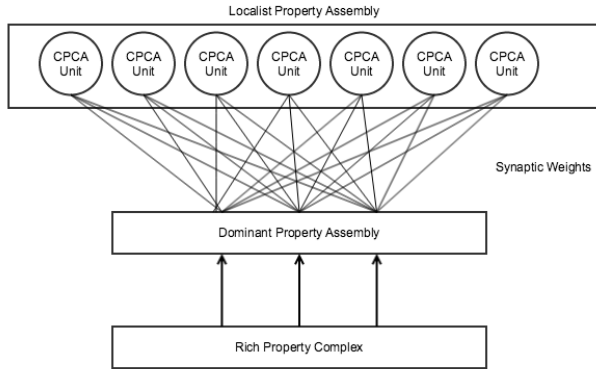 Localist Property Assembly
CPCA CPCA CPCA CPCA CPCA CPCA CPCA
Unit Unit Unit Unit Unit Unit Unit
Synaptic Weights
Dominant Property Assembly
Rich Property Complex